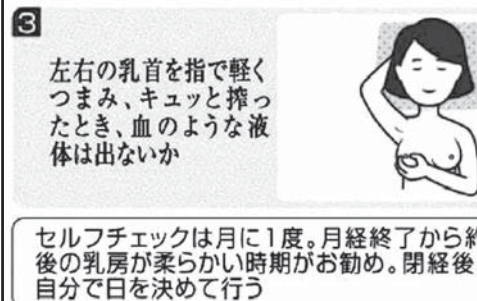 3
左右の乳首を指で軽く
つまみ、キュッと搾っ
たとき、血のような液
体は出ないか
セルフチェックは月に1度。月経終了から約
後の乳房が柔らかい時期がお勧め。閉経後
自分で日を決めて行う